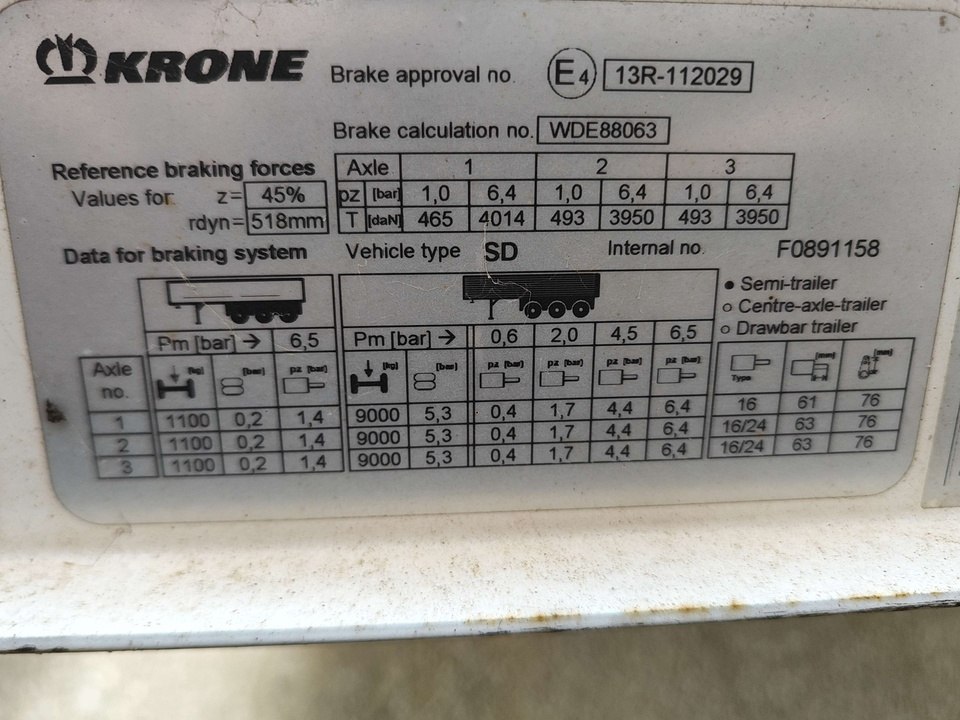 KRONE Brake approval no. E4 13R-112029
Brake calculation no. WDE88063
Reference braking forces Axle 1 2 3
Values for: z= 45% pz [bar] 1,0 6,4 1,0 6,4 1,0 6,4
rdyn= 518mm T [daN] 465 4014 493 3950 493 3950
Data for braking system Vehicle type SD Internal no. F0891158
Semi-trailer
Centre-axle-trailer
Drawbar trailer
Pm [bar] → 6,5 Pm [bar] → 0,6 2,0 4,5 6,5
Axle no. [kg] [bar] pz [bar] [kg] [bar] pz [bar] pz [bar] pz [bar] pz [bar] Type [mm] [mm]
1 1100 0,2 1,4 9000 5,3 0,4 1,7 4,4 6,4 16 61 76
2 1100 0,2 1,4 9000 5,3 0,4 1,7 4,4 6,4 16/24 63 76
3 1100 0,2 1,4 9000 5,3 0,4 1,7 4,4 6,4 16/24 63 76